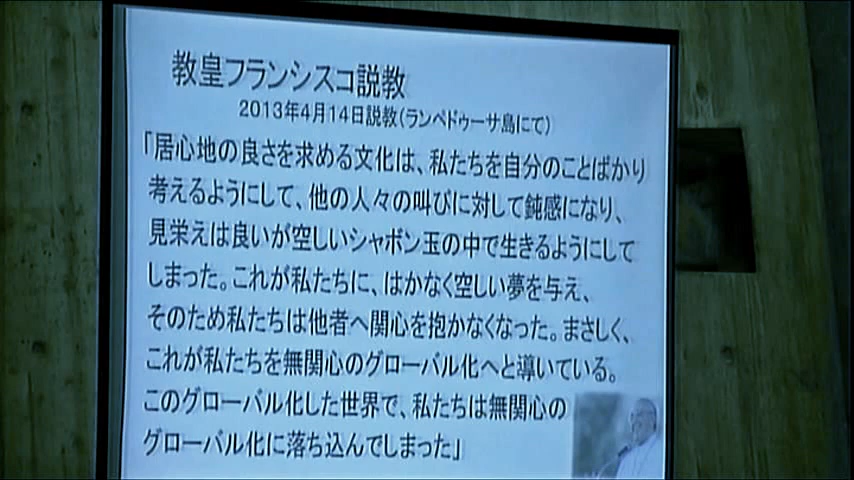 教皇フランシスコ説教
2013年4月14日説教(ランペドゥーサ島にて)
「居心地の良さを求める文化は、私たちを自分のことばかり
考えるようにして、他の人々の叫びに対して鈍感になり、
見栄えは良いが空しいシャボン玉の中で生きるようにして
しまった。これが私たちに、はかなく空しい夢を与え、
そのため私たちは他者へ関心を抱かなくなった。まさしく、
これが私たちを無関心のグローバル化へと導いている。
このグローバル化した世界で、私たちは無関心の
グローバル化に落ち込んでしまった」